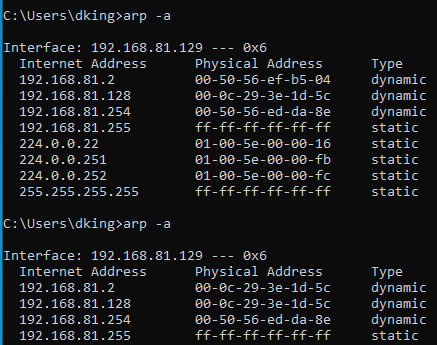 C:\Users\dking>arp -a
Interface: 192.168.81.129 --- 0x6
Internet Address Physical Address Type
192.168.81.2 00-50-56-ef-b5-04 dynamic
192.168.81.128 00-0c-29-3e-1d-5c dynamic
192.168.81.254 00-50-56-ed-da-8e dynamic
192.168.81.255 ff-ff-ff-ff-ff-ff static
224.0.0.22 01-00-5e-00-00-16 static
224.0.0.251 01-00-5e-00-00-fb static
224.0.0.252 01-00-5e-00-00-fc static
255.255.255.255 ff-ff-ff-ff-ff-ff static
C:\Users\dking>arp -a
Interface: 192.168.81.129 --- 0x6
Internet Address Physical Address Type
192.168.81.2 00-0c-29-3e-1d-5c dynamic
192.168.81.128 00-0c-29-3e-1d-5c dynamic
192.168.81.254 00-50-56-ed-da-8e dynamic
192.168.81.255 ff-ff-ff-ff-ff-ff static